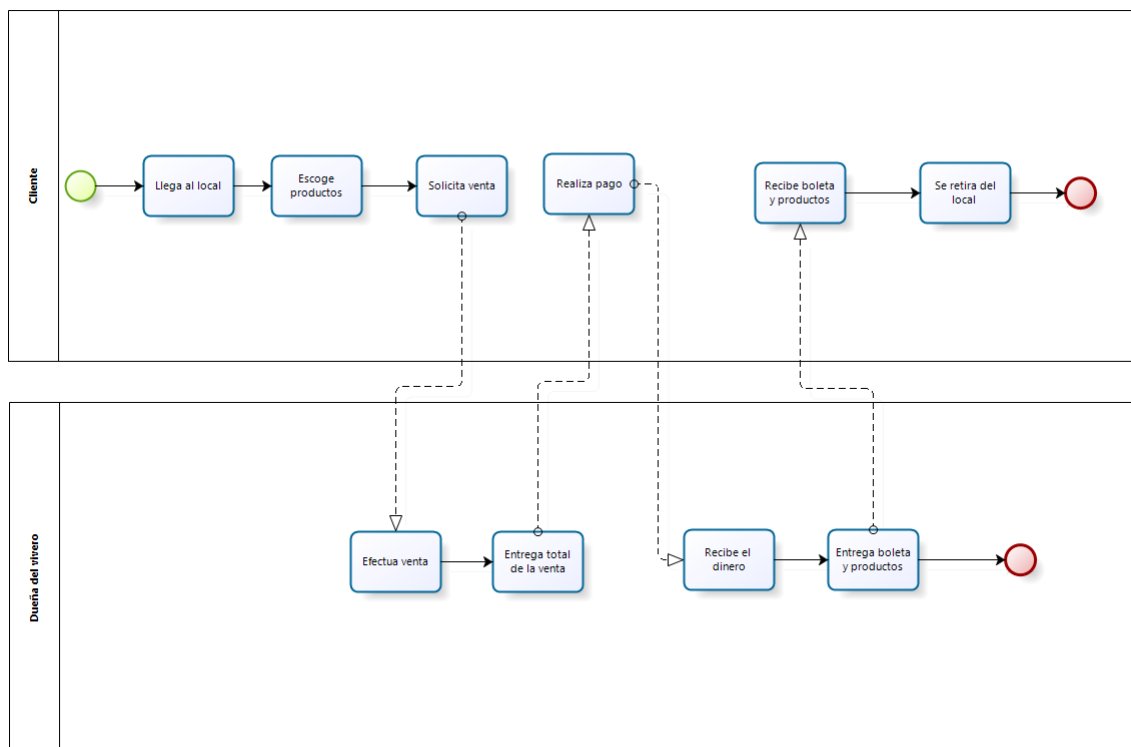 Cliente
Llega al local
Escoge
productos
Solicita venta
Realiza pago
Recibe boleta
y productos
Se retira del
local
Dueña del vivero
Efectua venta
Entrega total
de la venta
Recibe el
dinero
Entrega boleta
y productos